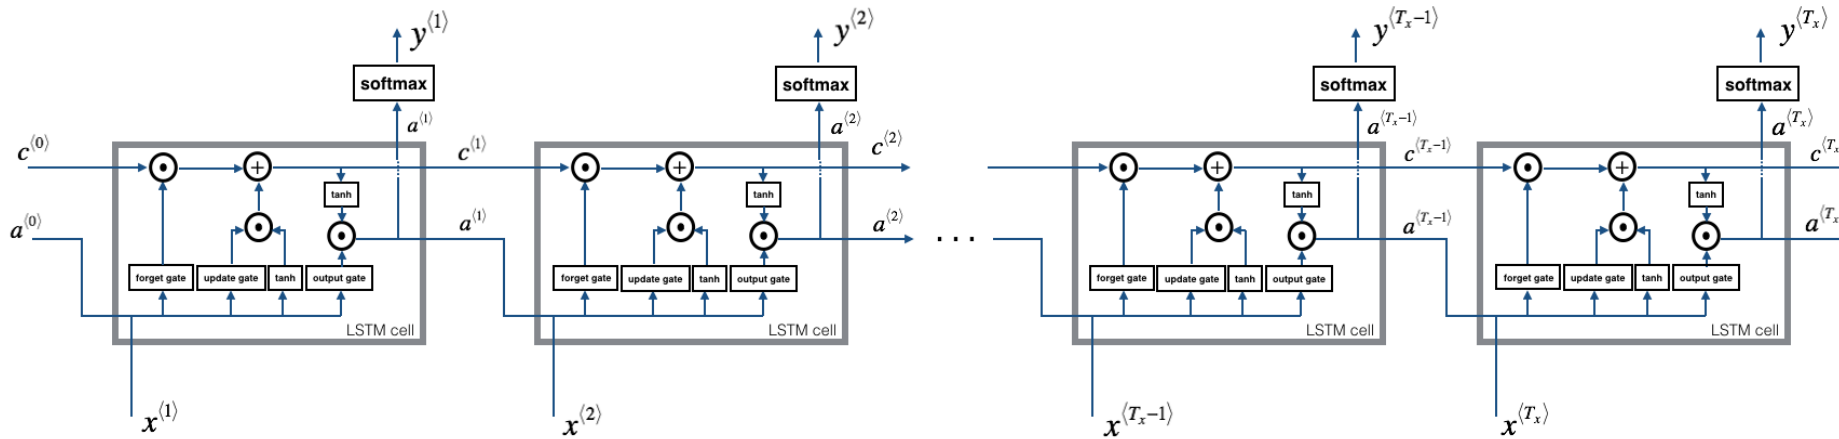 y⟨1⟩ y⟨2⟩ y⟨Tₓ−1⟩ y⟨Tₓ⟩
softmax softmax softmax softmax
a⟨1⟩ a⟨2⟩ a⟨Tₓ−1⟩ a⟨Tₓ⟩
c⟨0⟩ c⟨1⟩ c⟨2⟩ c⟨Tₓ−1⟩ c⟨Tₓ
tanh tanh tanh tanh
a⟨0⟩ a⟨1⟩ a⟨2⟩ ... a⟨Tₓ−1⟩ a⟨Tₓ
forget gate update gate tanh output gate forget gate update gate tanh output gate forget gate update gate tanh output gate forget gate update gate tanh output gate
LSTM cell LSTM cell LSTM cell LSTM cell
x⟨1⟩ x⟨2⟩ x⟨Tₓ−1⟩ x⟨Tₓ⟩